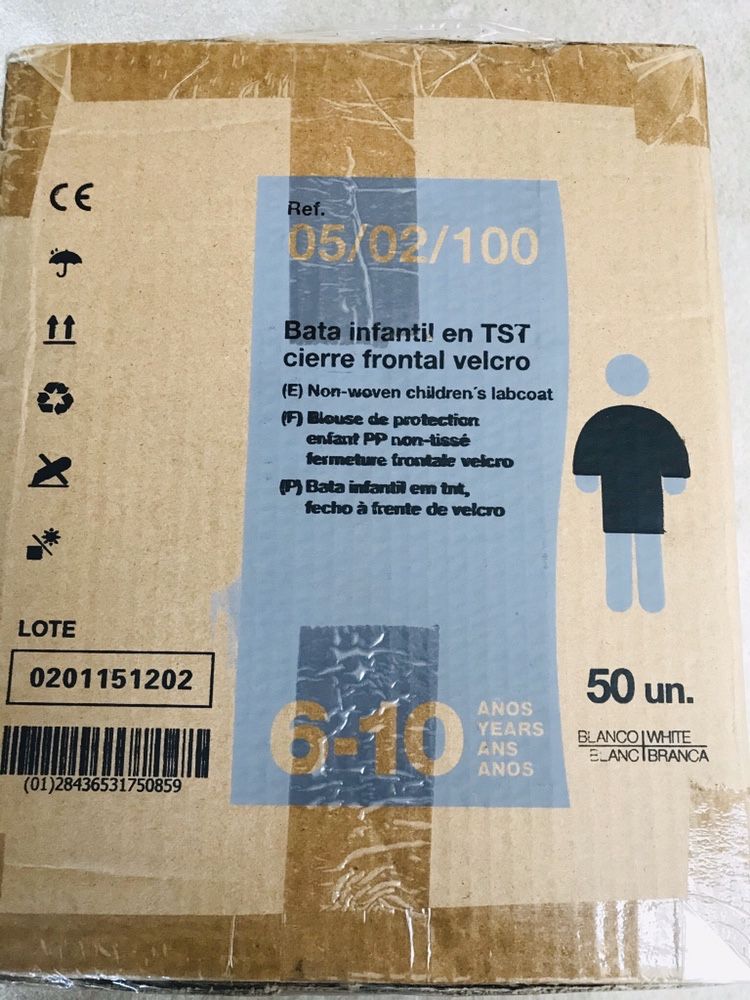 CE
Ref.
05/02/100
Bata infantil en TST
cierre frontal velcro
(E) Non-woven children´s labcoat
(F) Blouse de protection
enfant PP non-tissé
fermeture frontale velcro
(P) Bata infantil em tnt,
fecho à frente de velcro
LOTE
0201151202
(01)28436531750859
6-10
AÑOS
YEARS
ANS
ANOS
50 un.
BLANCO WHITE
BLANC BRANCA